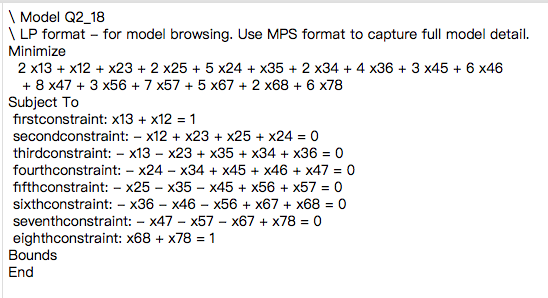 \ Model Q2_18
\ LP format – for model browsing. Use MPS format to capture full model detail.
Minimize
2 x13 + x12 + x23 + 2 x25 + 5 x24 + x35 + 2 x34 + 4 x36 + 3 x45 + 6 x46
+ 8 x47 + 3 x56 + 7 x57 + 5 x67 + 2 x68 + 6 x78
Subject To
firstconstraint: x13 + x12 = 1
secondconstraint: – x12 + x23 + x25 + x24 = 0
thirdconstraint: – x13 – x23 + x35 + x34 + x36 = 0
fourthconstraint: – x24 – x34 + x45 + x46 + x47 = 0
fifthconstraint: – x25 – x35 – x45 + x56 + x57 = 0
sixthconstraint: – x36 – x46 – x56 + x67 + x68 = 0
seventhconstraint: – x47 – x57 – x67 + x78 = 0
eighthconstraint: x68 + x78 = 1
Bounds
End